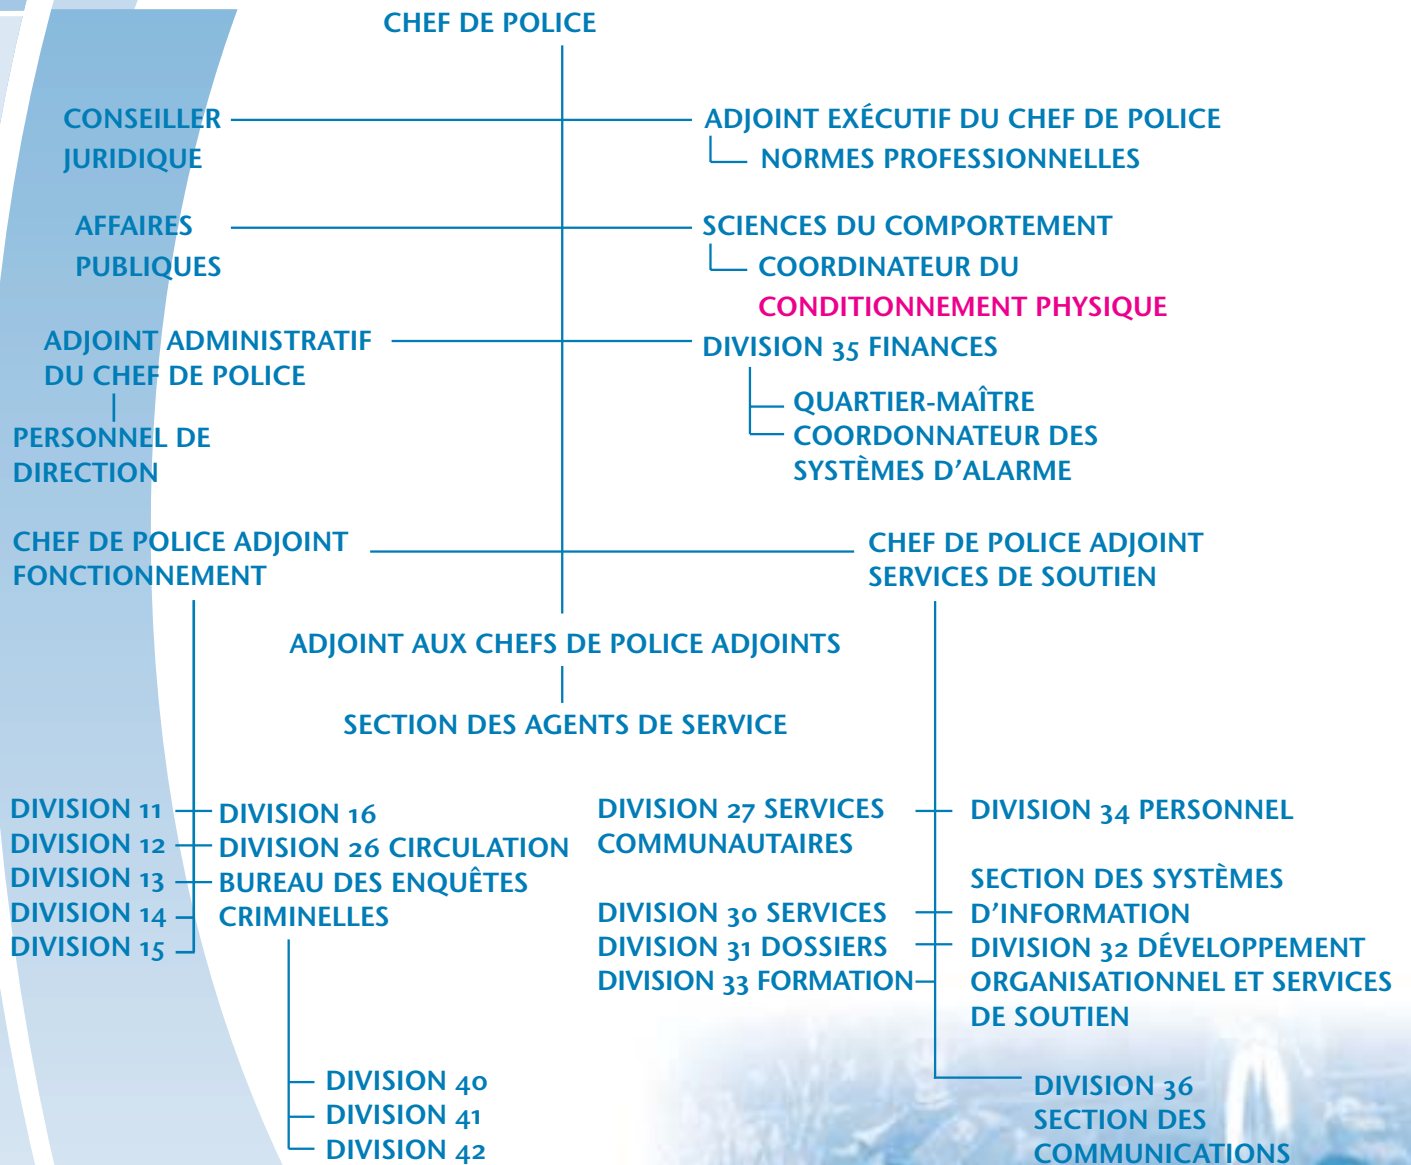 CHEF DE POLICE
CONSEILLER
JURIDIQUE
ADJOINT EXÉCUTIF DU CHEF DE POLICE
NORMES PROFESSIONNELLES
AFFAIRES
PUBLIQUES
SCIENCES DU COMPORTEMENT
COORDINATEUR DU
CONDITIONNEMENT PHYSIQUE
ADJOINT ADMINISTRATIF
DU CHEF DE POLICE
PERSONNEL DE
DIRECTION
DIVISION 35 FINANCES
QUARTIER-MAÎTRE
COORDONNATEUR DES
SYSTÈMES D’ALARME
CHEF DE POLICE ADJOINT
FONCTIONNEMENT
CHEF DE POLICE ADJOINT
SERVICES DE SOUTIEN
ADJOINT AUX CHEFS DE POLICE ADJOINTS
SECTION DES AGENTS DE SERVICE
DIVISION 11
DIVISION 12
DIVISION 13
DIVISION 14
DIVISION 15
DIVISION 16
DIVISION 26 CIRCULATION
BUREAU DES ENQUÊTES
CRIMINELLES
DIVISION 40
DIVISION 41
DIVISION 42
DIVISION 27 SERVICES
COMMUNAUTAIRES
DIVISION 30 SERVICES
DIVISION 31 DOSSIERS
DIVISION 33 FORMATION
DIVISION 34 PERSONNEL
SECTION DES SYSTÈMES
D’INFORMATION
DIVISION 32 DÉVELOPPEMENT
ORGANISATIONNEL ET SERVICES
DE SOUTIEN
DIVISION 36
SECTION DES
COMMUNICATIONS